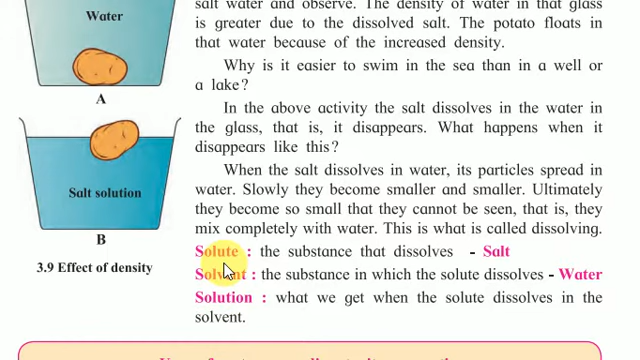 salt water and observe. The density of water in that glass
is greater due to the dissolved salt. The potato floats in
that water because of the increased density.
Why is it easier to swim in the sea than in a well or
a lake?
In the above activity the salt dissolves in the water in
the glass, that is, it disappears. What happens when it
disappears like this?
When the salt dissolves in water, its particles spread in
water. Slowly they become smaller and smaller. Ultimately
they become so small that they cannot be seen, that is, they
mix completely with water. This is what is called dissolving.
Solute : the substance that dissolves - Salt
Solvent : the substance in which the solute dissolves - Water
Solution : what we get when the solute dissolves in the
solvent.
Water
A
Salt solution
B
3.9 Effect of density